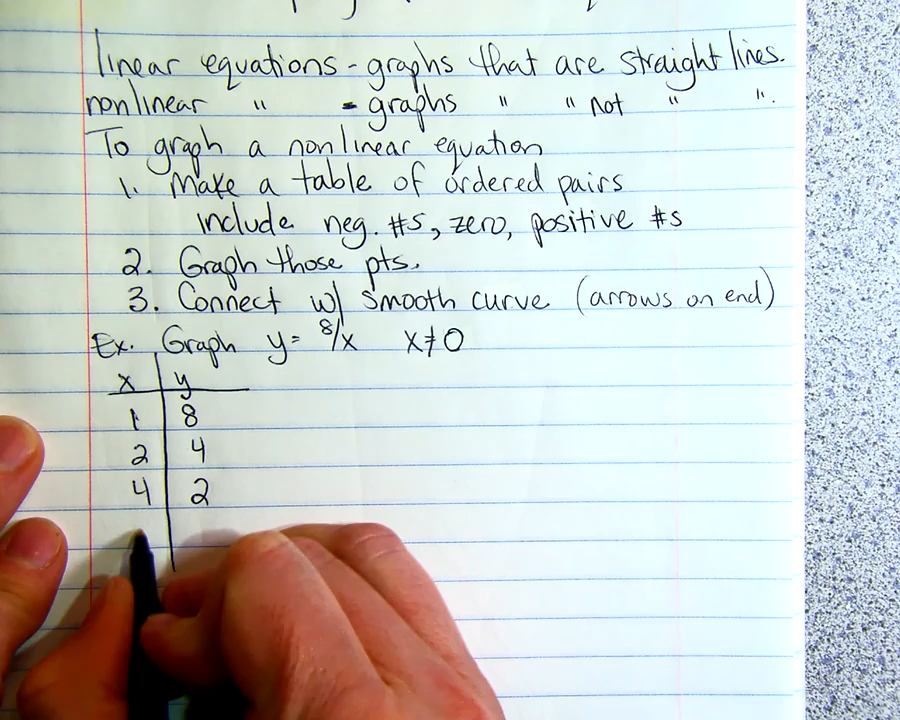 linear equations - graphs that are straight lines.
nonlinear " - graphs " " not " ".
To graph a nonlinear equation
1. Make a table of ordered pairs
include neg. #s, zero, positive #s
2. Graph those pts.
3. Connect w/ smooth curve (arrows on end)
Ex. Graph y= 8/x x≠0
x y
1 8
2 4
4 2